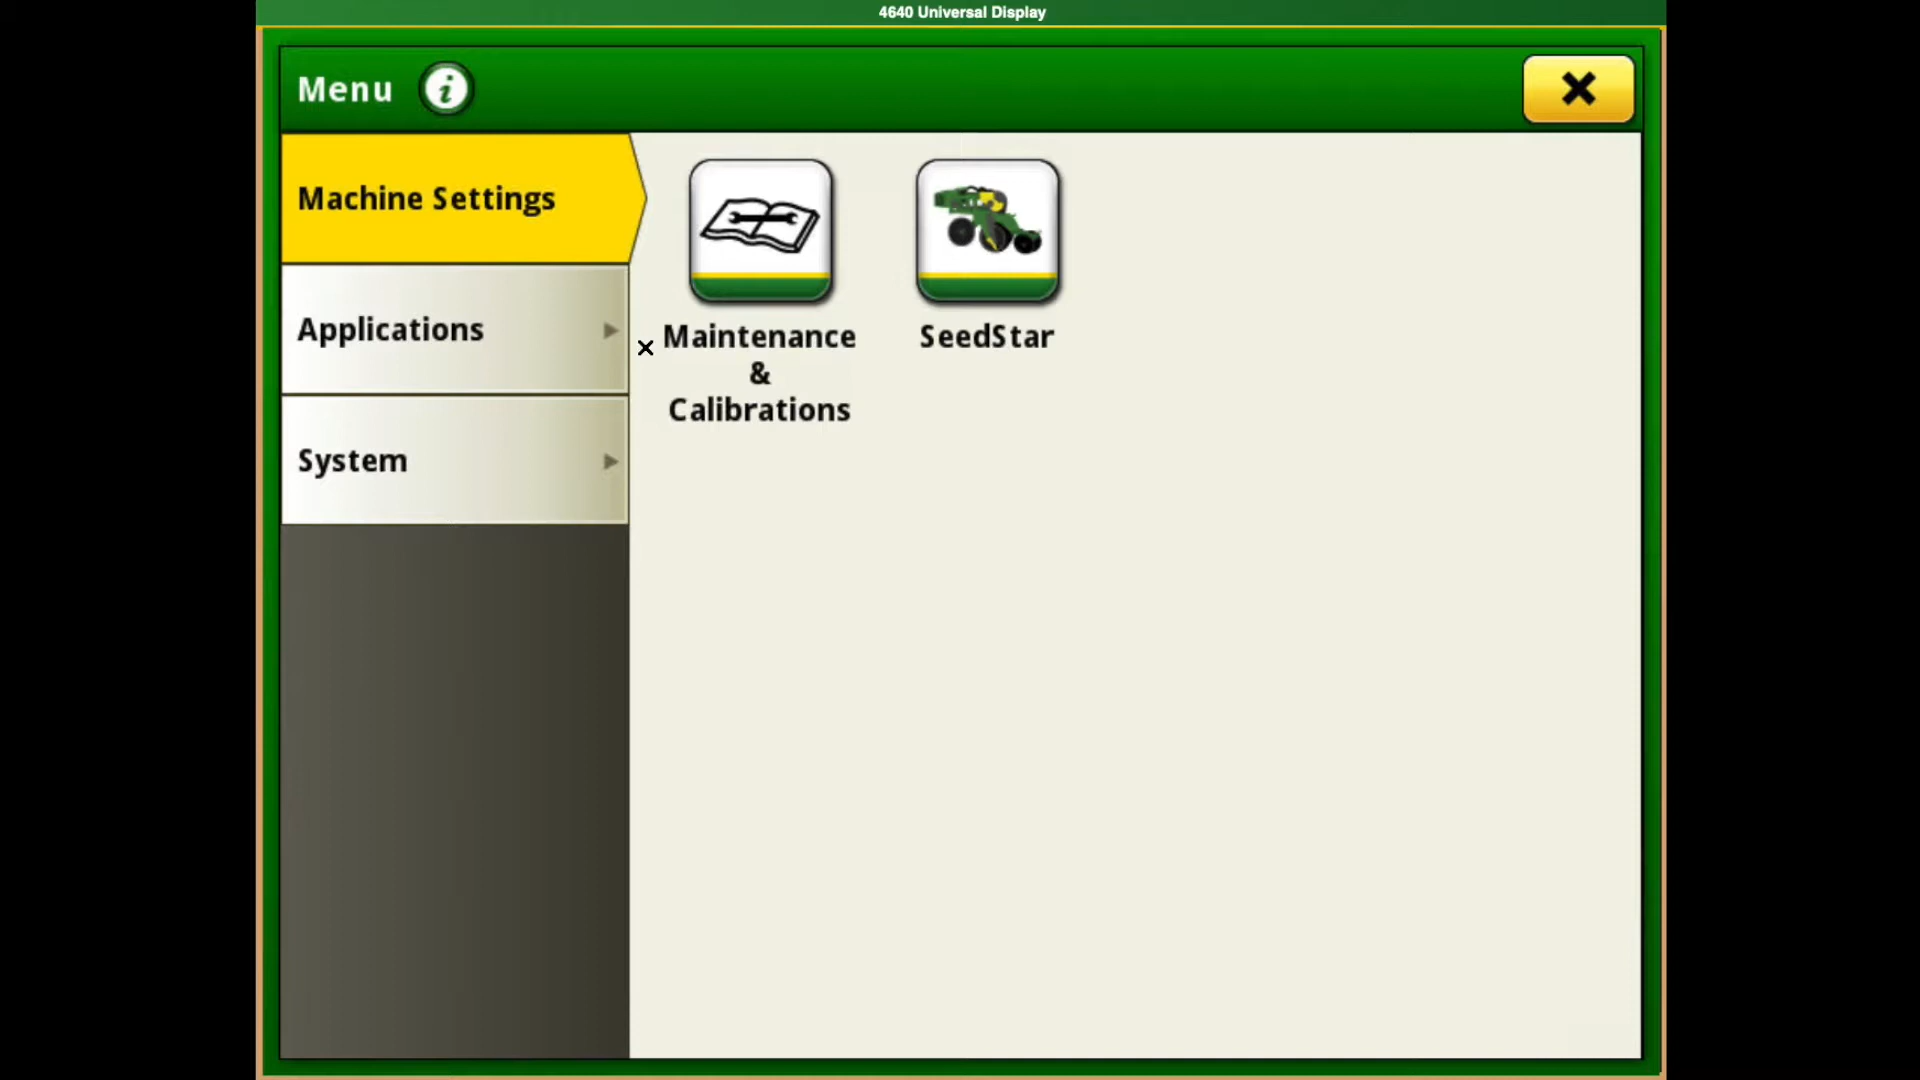 4640 Universal Display
Menu
Machine Settings
Applications
System
Maintenance
&
Calibrations
SeedStar